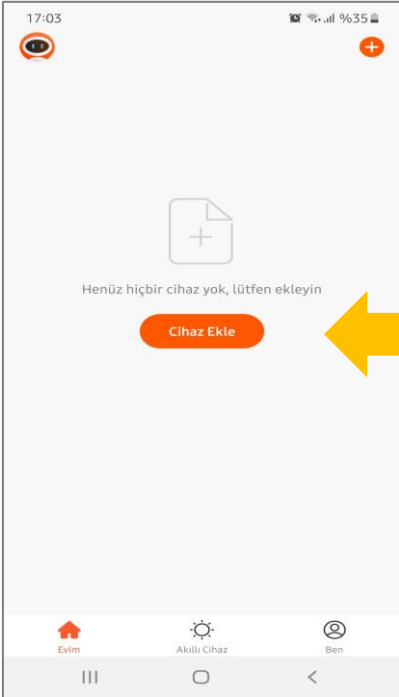 17:03 %35
Henüz hiçbir cihaz yok, lütfen ekleyin
Cihaz Ekle
Evim Akıllı Cihaz Ben